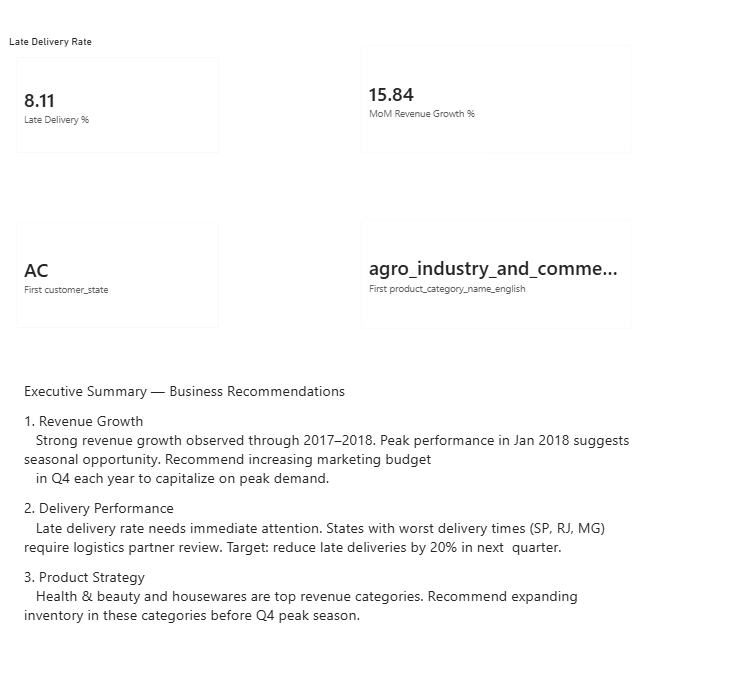 Late Delivery Rate
8.11
Late Delivery %
15.84
MoM Revenue Growth %
AC
First customer_state
agro_industry_and_comme...
First product_category_name_english
Executive Summary — Business Recommendations
1. Revenue Growth
Strong revenue growth observed through 2017–2018. Peak performance in Jan 2018 suggests
seasonal opportunity. Recommend increasing marketing budget
in Q4 each year to capitalize on peak demand.
2. Delivery Performance
Late delivery rate needs immediate attention. States with worst delivery times (SP, RJ, MG)
require logistics partner review. Target: reduce late deliveries by 20% in next  quarter.
3. Product Strategy
Health & beauty and housewares are top revenue categories. Recommend expanding
inventory in these categories before Q4 peak season.